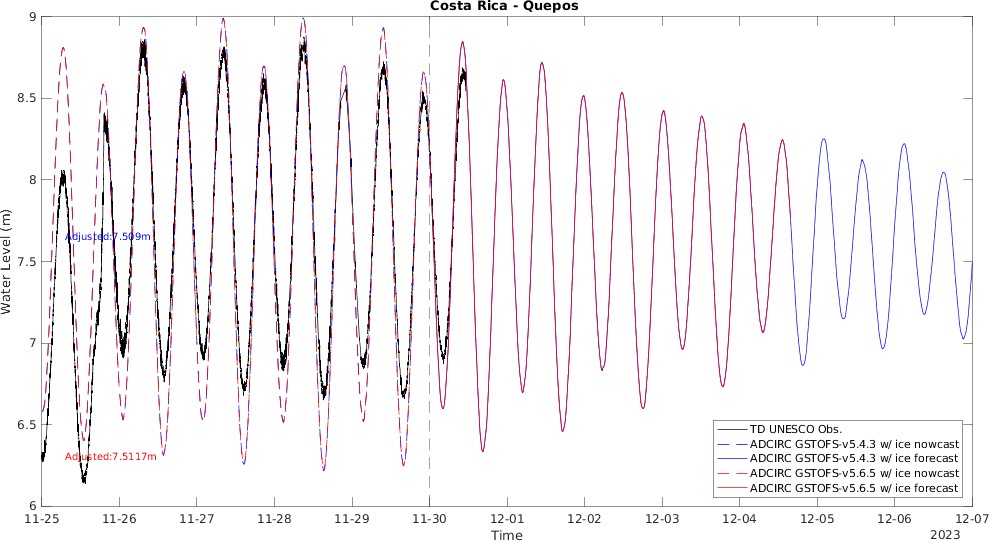 Costa Rica - Quepos
Water Level (m)
9
8.5
8
7.5
7
6.5
6
Adjusted:7.509m
Adjusted:7.5117m
TD UNESCO Obs.
ADCIRC GSTOFS-v5.4.3 w/ ice nowcast
ADCIRC GSTOFS-v5.4.3 w/ ice forecast
ADCIRC GSTOFS-v5.6.5 w/ ice nowcast
ADCIRC GSTOFS-v5.6.5 w/ ice forecast
11-25 11-26 11-27 11-28 11-29 11-30 12-01 12-02 12-03 12-04 12-05 12-06 12-07
Time
2023